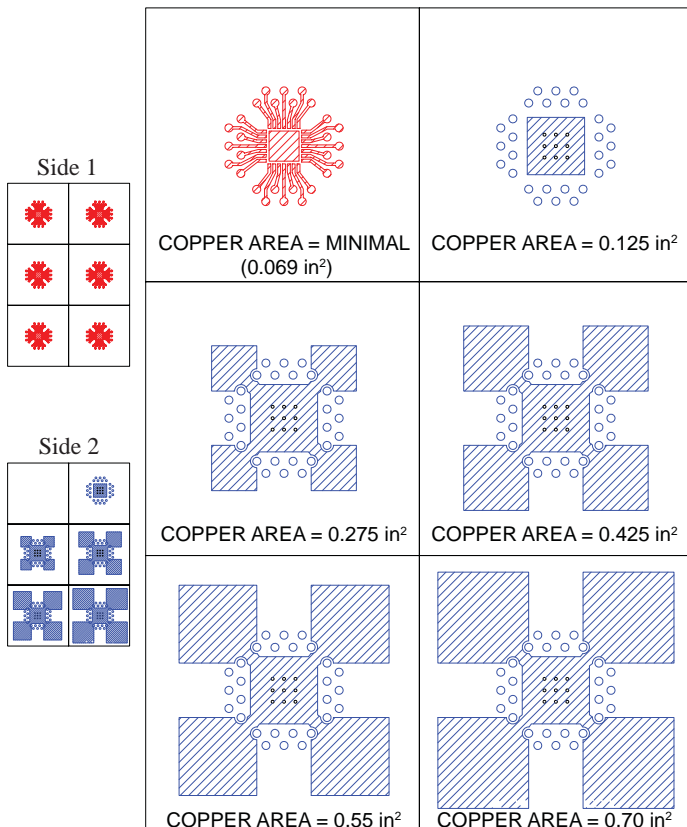 Side 1
COPPER AREA = MINIMAL
(0.069 in²)
COPPER AREA = 0.125 in²
Side 2
COPPER AREA = 0.275 in²
COPPER AREA = 0.425 in²
COPPER AREA = 0.55 in²
COPPER AREA = 0.70 in²